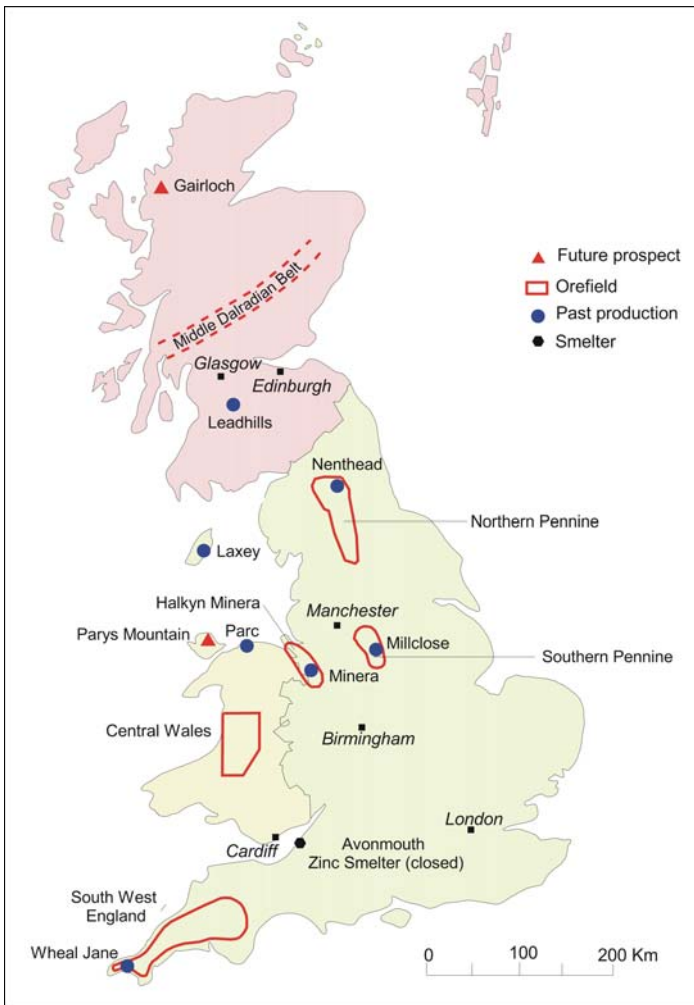 Gairloch
Future prospect
Orefield
Middle Dalradian Belt
Past production
Smelter
Glasgow
Edinburgh
Leadhills
Nenthead
Northern Pennine
Laxey
Halkyn Minera
Manchester
Parys Mountain
Parc
Millclose
Southern Pennine
Minera
Central Wales
Birmingham
London
Cardiff
Avonmouth
Zinc Smelter (closed)
South West
England
Wheal Jane
0 100 200 Km